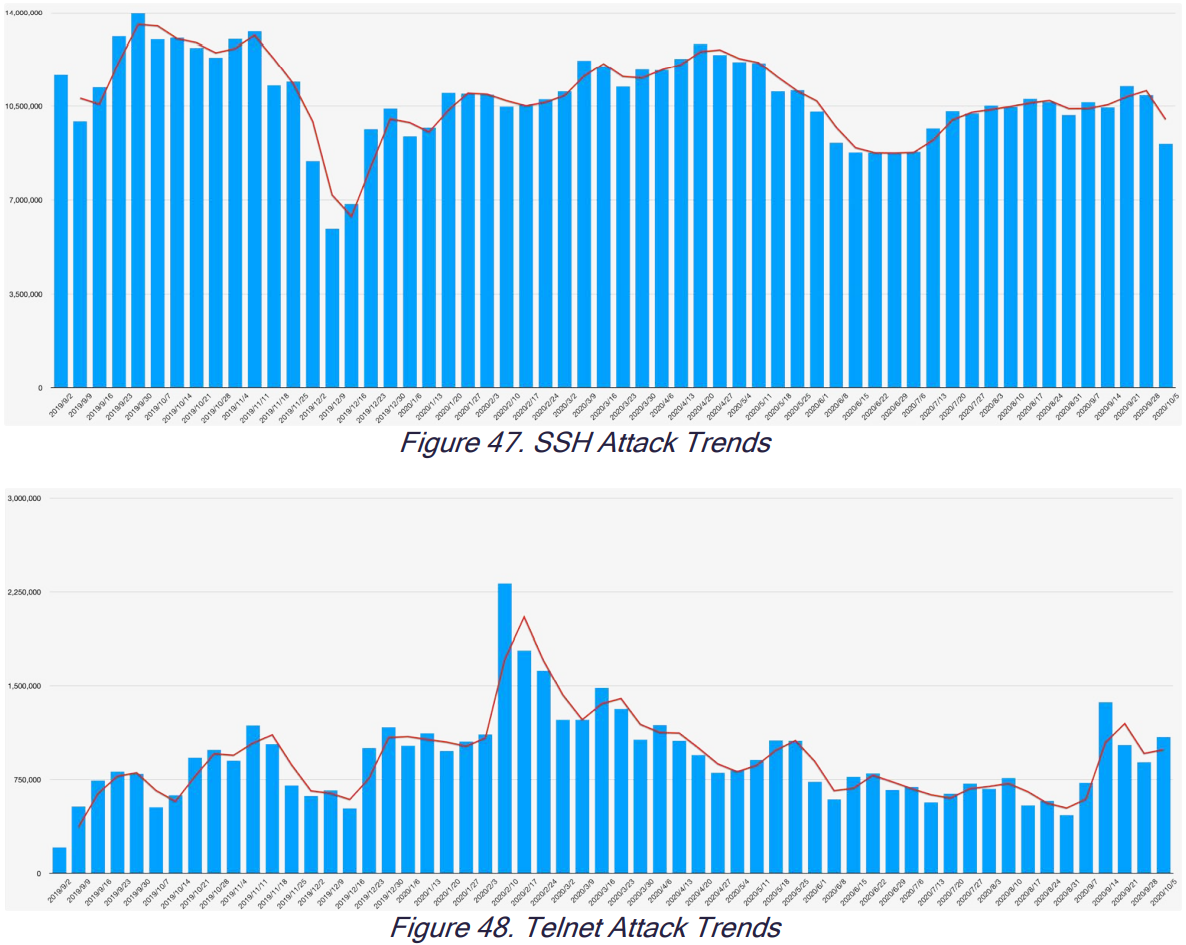 14,000,000
10,500,000
7,000,000
3,500,000
0
2019/9/2 2019/9/9 2019/9/16 2019/9/23 2019/9/30 2019/10/7 2019/10/14 2019/10/21 2019/10/28 2019/11/4 2019/11/11 2019/11/18 2019/11/25 2019/12/2 2019/12/9 2019/12/16 2019/12/23 2019/12/30 2020/1/6 2020/1/13 2020/1/20 2020/1/27 2020/2/3 2020/2/10 2020/2/17 2020/2/24 2020/3/2 2020/3/9 2020/3/16 2020/3/23 2020/3/30 2020/4/6 2020/4/13 2020/4/20 2020/4/27 2020/5/4 2020/5/11 2020/5/18 2020/5/25 2020/6/1 2020/6/8 2020/6/15 2020/6/22 2020/6/29 2020/7/6 2020/7/13 2020/7/20 2020/7/27 2020/8/3 2020/8/10 2020/8/17 2020/8/24 2020/8/31 2020/9/7 2020/9/14 2020/9/21 2020/9/28 2020/10/5
Figure 47. SSH Attack Trends
3,000,000
2,250,000
1,500,000
750,000
0
2019/9/2 2019/9/9 2019/9/16 2019/9/23 2019/9/30 2019/10/7 2019/10/14 2019/10/21 2019/10/28 2019/11/4 2019/11/11 2019/11/18 2019/11/25 2019/12/2 2019/12/9 2019/12/16 2019/12/23 2019/12/30 2020/1/6 2020/1/13 2020/1/20 2020/1/27 2020/2/3 2020/2/10 2020/2/17 2020/2/24 2020/3/2 2020/3/9 2020/3/16 2020/3/23 2020/3/30 2020/4/6 2020/4/13 2020/4/20 2020/4/27 2020/5/4 2020/5/11 2020/5/18 2020/5/25 2020/6/1 2020/6/8 2020/6/15 2020/6/22 2020/6/29 2020/7/6 2020/7/13 2020/7/20 2020/7/27 2020/8/3 2020/8/10 2020/8/17 2020/8/24 2020/8/31 2020/9/7 2020/9/14 2020/9/21 2020/9/28 2020/10/5
Figure 48. Telnet Attack Trends